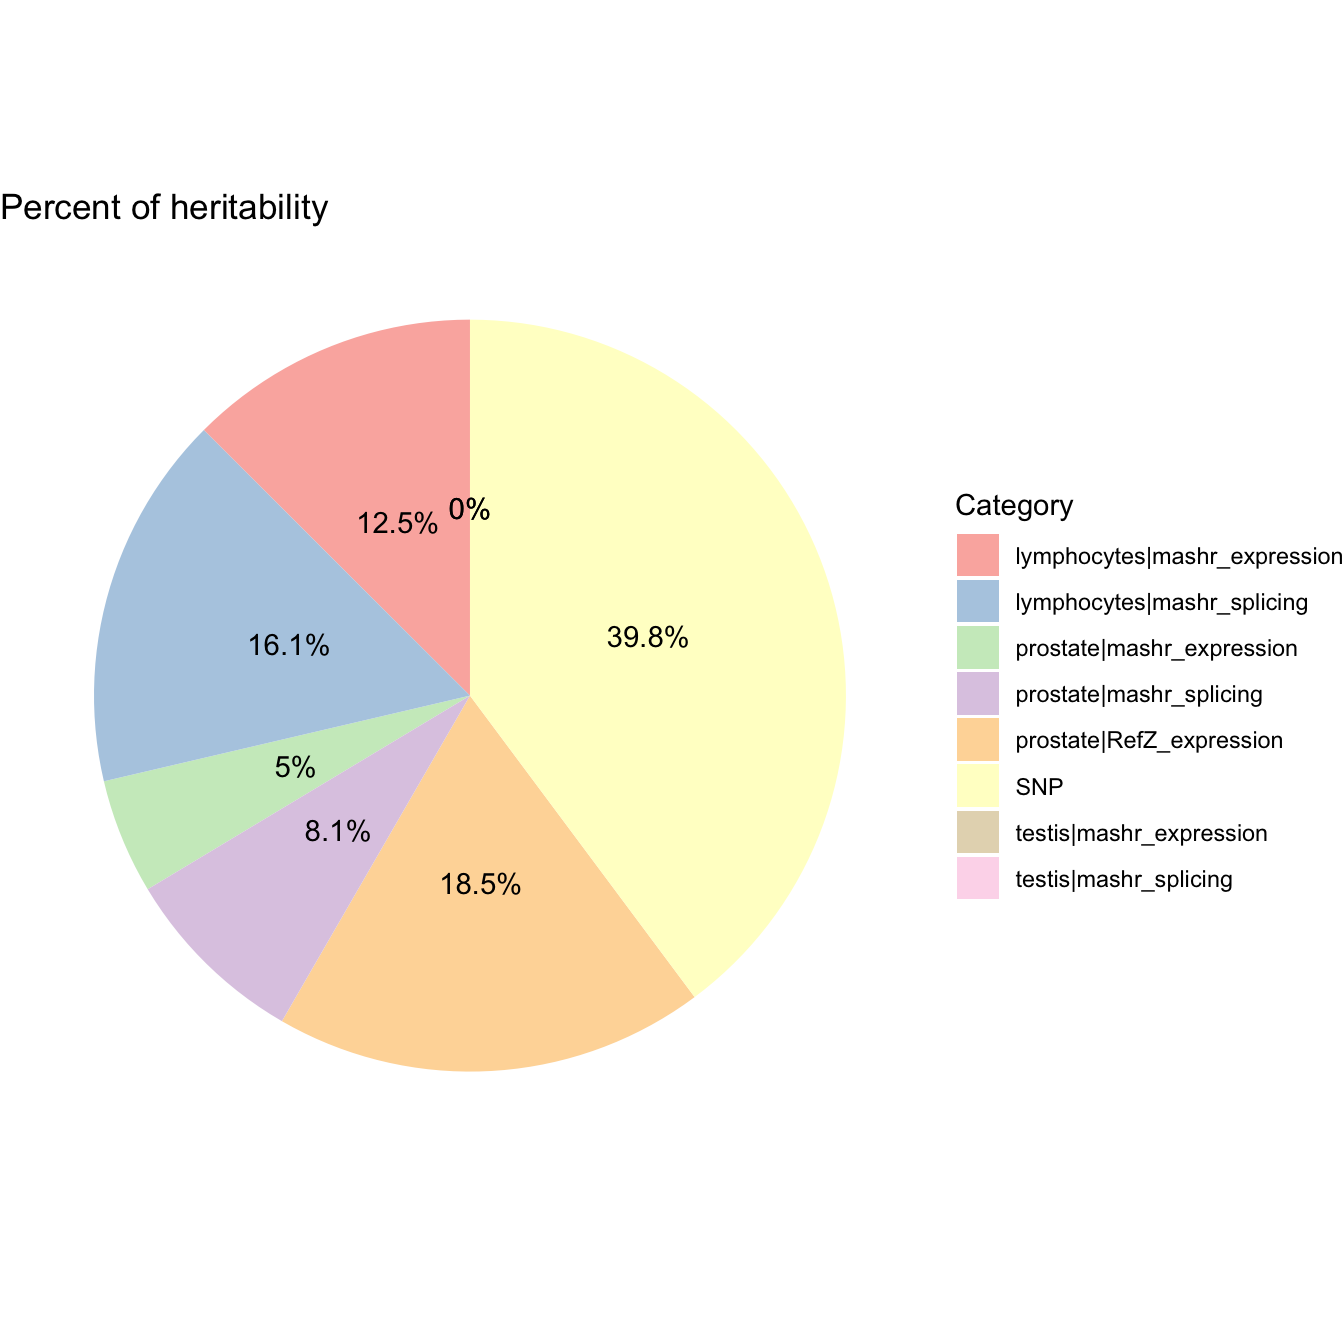 Percent of heritability
12.5%
0%
39.8%
16.1%
5%
8.1%
18.5%
Category
lymphocytes|mashr_expression
lymphocytes|mashr_splicing
prostate|mashr_expression
prostate|mashr_splicing
prostate|RefZ_expression
SNP
testis|mashr_expression
testis|mashr_splicing